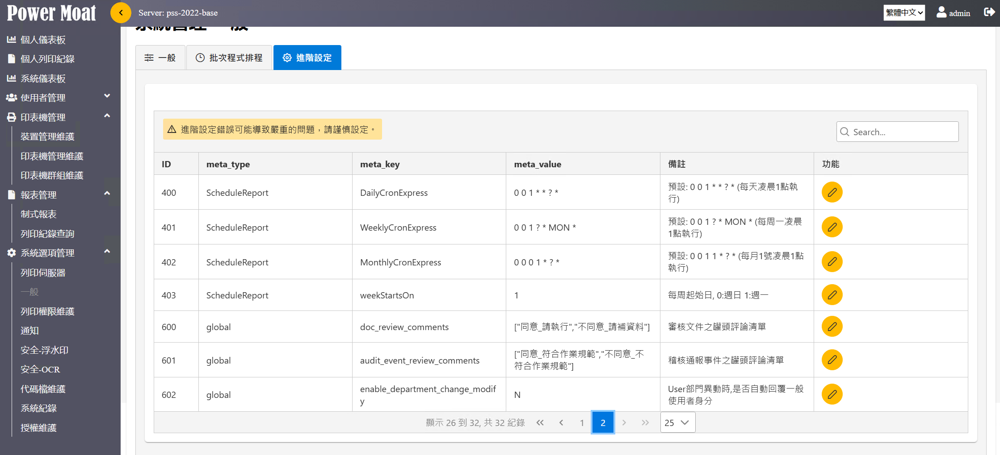 Power Moat
Server: pss-2022-base
繁體中文
admin
個人儀表板
個人列印紀錄
系統儀表板
使用者管理
印表機管理
裝置管理維護
印表機管理維護
印表機群組維護
報表管理
制式報表
列印紀錄查詢
系統選項管理
列印伺服器
一般
列印權限維護
通知
安全-浮水印
安全-OCR
代碼檔維護
系統紀錄
授權維護
系統管理 一般
一般
批次程式排程
進階設定
進階設定錯誤可能導致嚴重的問題，請謹慎設定。
Search...
ID meta_type meta_key meta_value 備註 功能
400 ScheduleReport DailyCronExpress 0 0 1 * * ? * 預設: 0 0 1 * * ? * (每天凌晨1點執
行)
401 ScheduleReport WeeklyCronExpress 0 0 1 ? * MON * 預設: 0 0 1 ? * MON * (每周一凌晨
1點執行)
402 ScheduleReport MonthlyCronExpress 0 0 0 1 * ? * 預設: 0 0 1 1 * ? * (每月1號凌晨1點
執行)
403 ScheduleReport weekStartsOn 1 每周起始日, 0:週日 1:週一
600 global doc_review_comments ["同意_請執行","不同意_請補資料"] 審核文件之罐頭評論清單
601 global audit_event_review_comments ["同意_符合作業規範","不同意_不
符合作業規範"] 稽核通報事件之罐頭評論清單
602 global enable_department_change_modif
y N User部門異動時,是否自動回覆一般
使用者身分
顯示 26 到 32, 共 32 紀錄 1 2 25